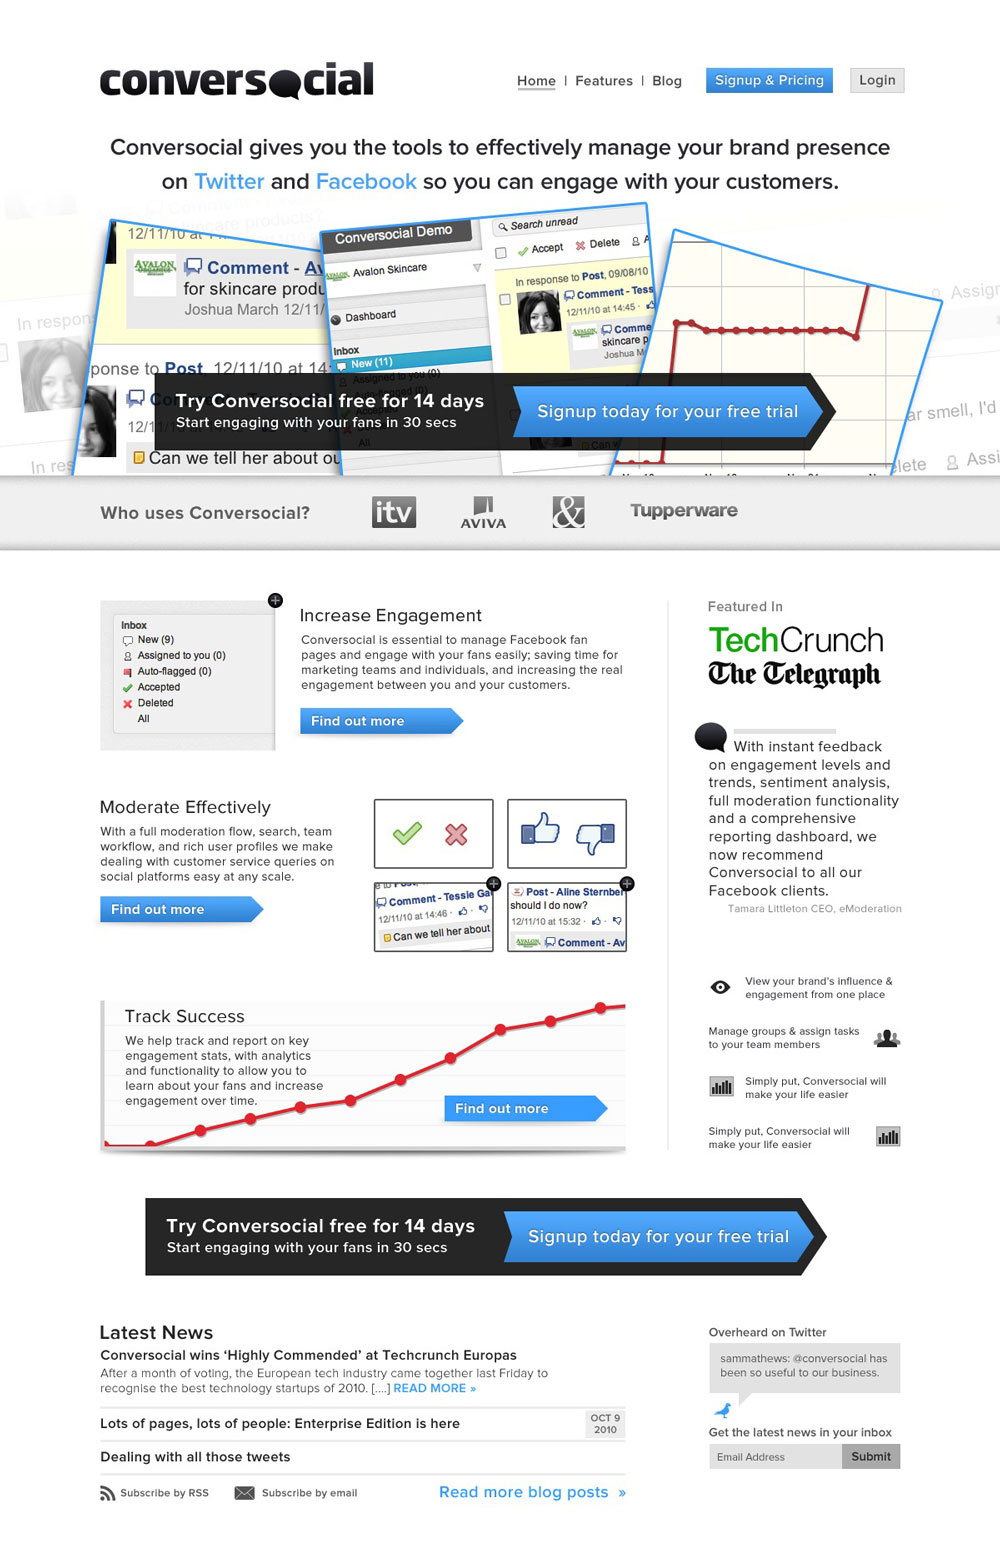 conversocial
Home | Features | Blog
Signup & Pricing
Login
Conversocial gives you the tools to effectively manage your brand presence
on Twitter and Facebook so you can engage with your customers.
12/11/10 at
AVALON
ORGANICS
Comment - Av
for skincare produ
Joshua March 12/11/
ponse to Post, 12/11/10 at 14:
Can we tell her about ou
In respons
In res
Conversocial Demo
Avalon Skincare
Dashboard
Inbox
New (11)
Assigned to you (0)
Auto-flagged (0)
Accepted
Deleted
All
Search unread
Accept
Delete
In response to Post, 09/08/10
Comment - Tess
12/11/10 at 14:45
Comme
skincare p
Joshua M
Assign
ar smell, I'd
elete
Assi
Try Conversocial free for 14 days
Start engaging with your fans in 30 secs
Signup today for your free trial
Who uses Conversocial?
itv
AVIVA
&
Tupperware
Inbox
New (9)
Assigned to you (0)
Auto-flagged (0)
Accepted
Deleted
All
Increase Engagement
Conversocial is essential to manage Facebook fan
pages and engage with your fans easily; saving time for
marketing teams and individuals, and increasing the real
engagement between you and your customers.
Find out more
Moderate Effectively
With a full moderation flow, search, team
workflow, and rich user profiles we make
dealing with customer service queries on
social platforms easy at any scale.
Find out more
Comment - Tessie Ga
12/11/10 at 14:46
Can we tell her about
Post - Aline Sternber
should I do now?
12/11/10 at 15:32
AVALON
Comment - Av
Track Success
We help track and report on key
engagement stats, with analytics
and functionality to allow you to
learn about your fans and increase
engagement over time.
Find out more
Featured In
TechCrunch
The Telegraph
With instant feedback
on engagement levels and
trends, sentiment analysis,
full moderation functionality
and a comprehensive
reporting dashboard, we
now recommend
Conversocial to all our
Facebook clients.
Tamara Littleton CEO, eModeration
View your brand's influence &
engagement from one place
Manage groups & assign tasks
to your team members
Simply put, Conversocial will
make your life easier
Simply put, Conversocial will
make your life easier
Try Conversocial free for 14 days
Start engaging with your fans in 30 secs
Signup today for your free trial
Latest News
Conversocial wins ‘Highly Commended’ at Techcrunch Europas
After a month of voting, the European tech industry came together last Friday to
recognise the best technology startups of 2010. [....] READ MORE »
Lots of pages, lots of people: Enterprise Edition is here
OCT 9
2010
Dealing with all those tweets
Subscribe by RSS
Subscribe by email
Read more blog posts »
Overheard on Twitter
sammathews: @conversocial has
been so useful to our business.
Get the latest news in your inbox
Email Address
Submit